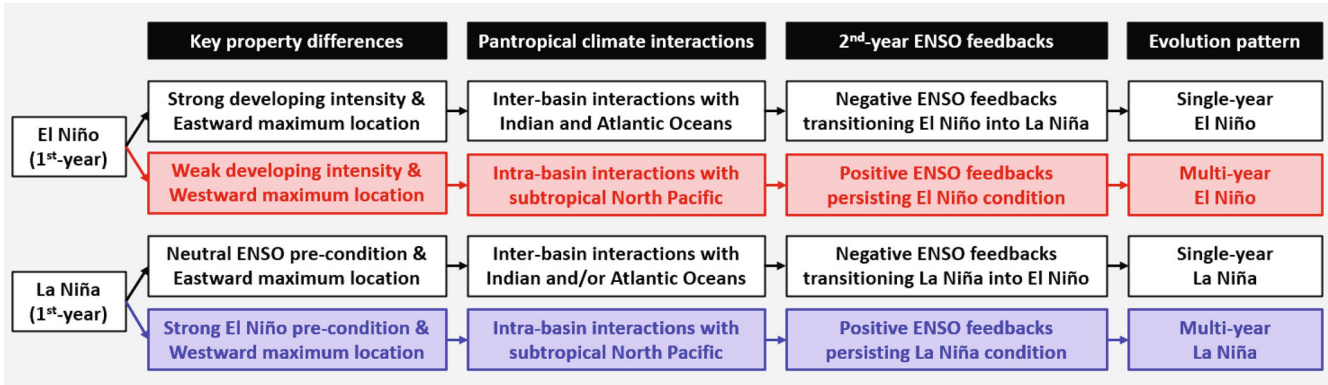 Key property differences
Pantropical climate interactions
2nd-year ENSO feedbacks
Evolution pattern
El Niño
(1st-year)
Strong developing intensity &
Eastward maximum location
Inter-basin interactions with
Indian and Atlantic Oceans
Negative ENSO feedbacks
transitioning El Niño into La Niña
Single-year
El Niño
Weak developing intensity &
Westward maximum location
Intra-basin interactions with
subtropical North Pacific
Positive ENSO feedbacks
persisting El Niño condition
Multi-year
El Niño
La Niña
(1st-year)
Neutral ENSO pre-condition &
Eastward maximum location
Inter-basin interactions with
Indian and/or Atlantic Oceans
Negative ENSO feedbacks
transitioning La Niña into El Niño
Single-year
La Niña
Strong El Niño pre-condition &
Westward maximum location
Intra-basin interactions with
subtropical North Pacific
Positive ENSO feedbacks
persisting La Niña condition
Multi-year
La Niña